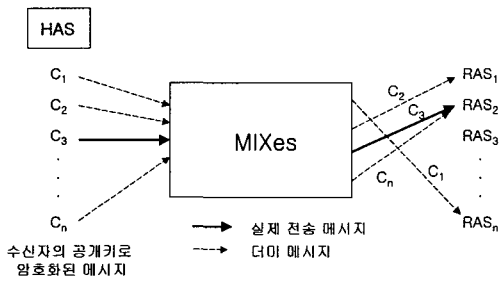 HAS
C1
C2
C3
.
.
.
Cn
수신자의 공개키로
암호화된 메시지
MIXes
C2
C3
Cn
C1
RAS1
RAS2
RAS3
.
.
.
RASn
실제 전송 메시지
더미 메시지